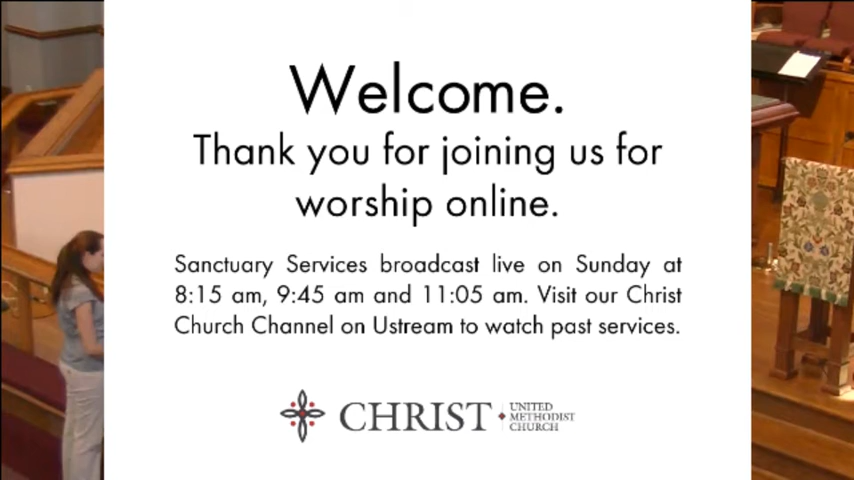 Welcome.
Thank you for joining us for
worship online.
Sanctuary Services broadcast live on Sunday at
8:15 am, 9:45 am and 11:05 am. Visit our Christ
Church Channel on Ustream to watch past services.
CHRIST UNITED
METHODIST
CHURCH